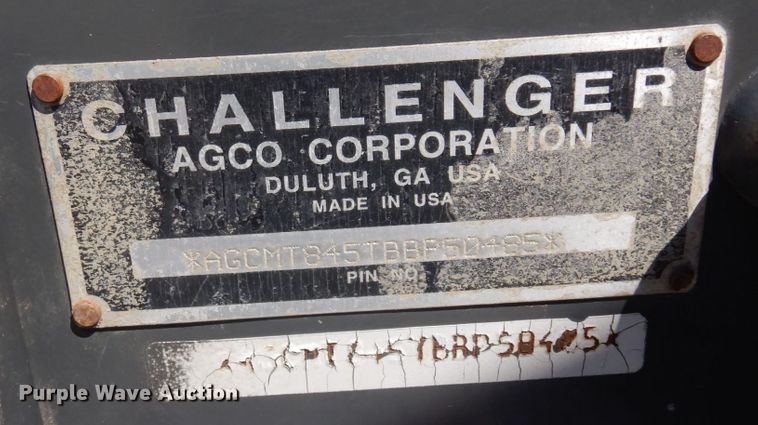 CHALLENGER
AGCO CORPORATION
DULUTH, GA USA
MADE IN USA
*AGCMT845TBBP50485*
PIN NO.
Purple Wave Auction